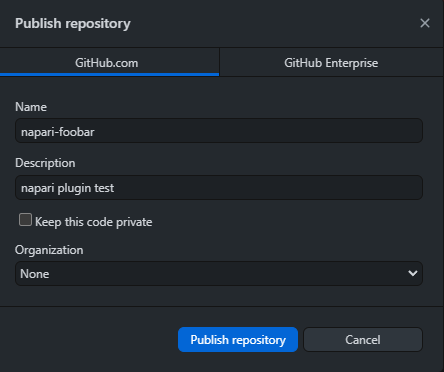 Publish repository
GitHub.com
GitHub Enterprise
Name
napari-foobar
Description
napari plugin test
Keep this code private
Organization
None
Publish repository
Cancel